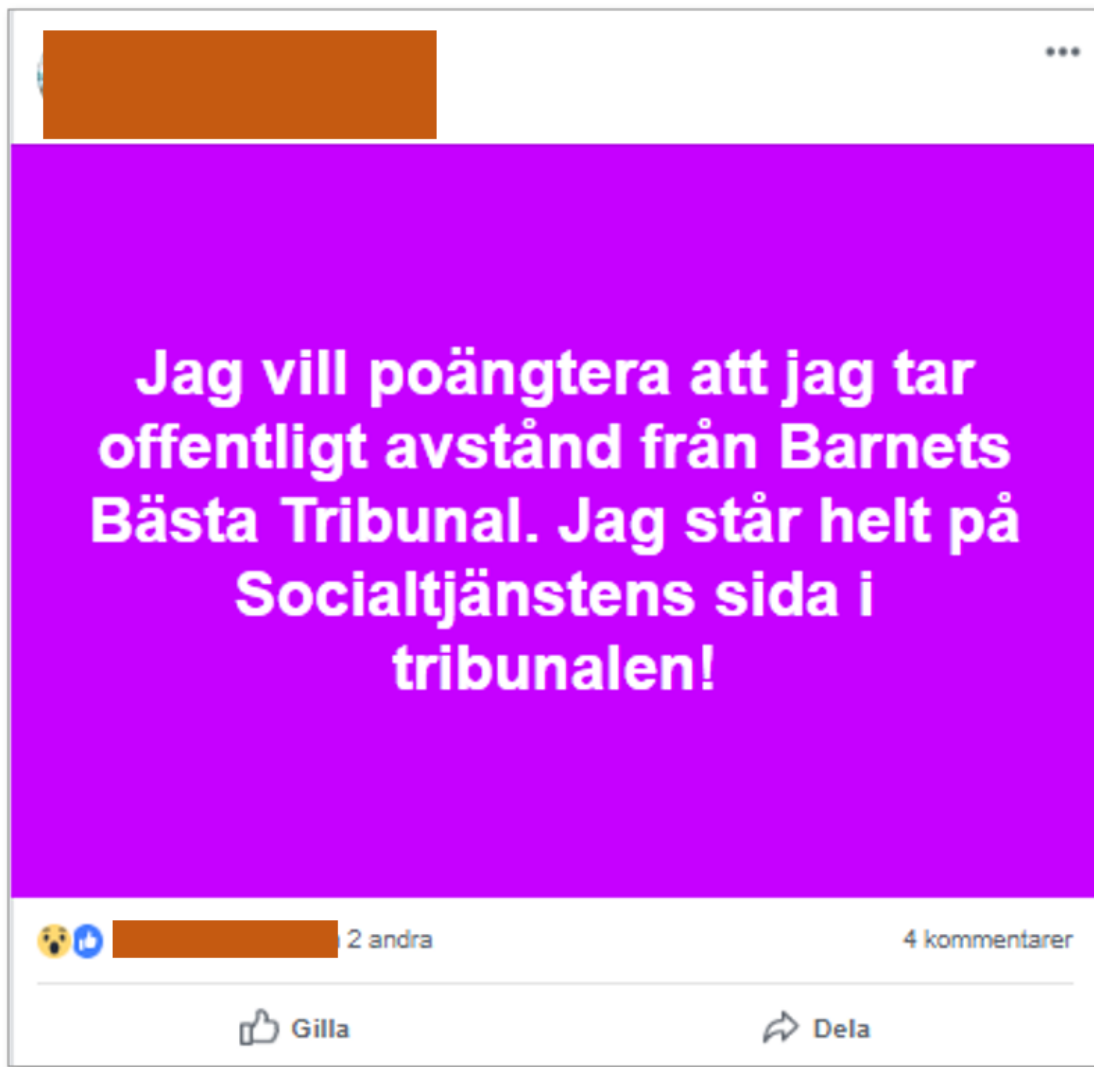 Jag vill poängtera att jag tar
offentligt avstånd från Barnets
Bästa Tribunal. Jag står helt på
Socialtjänstens sida i
tribunalen!
2 andra
4 kommentarer
Gilla
Dela